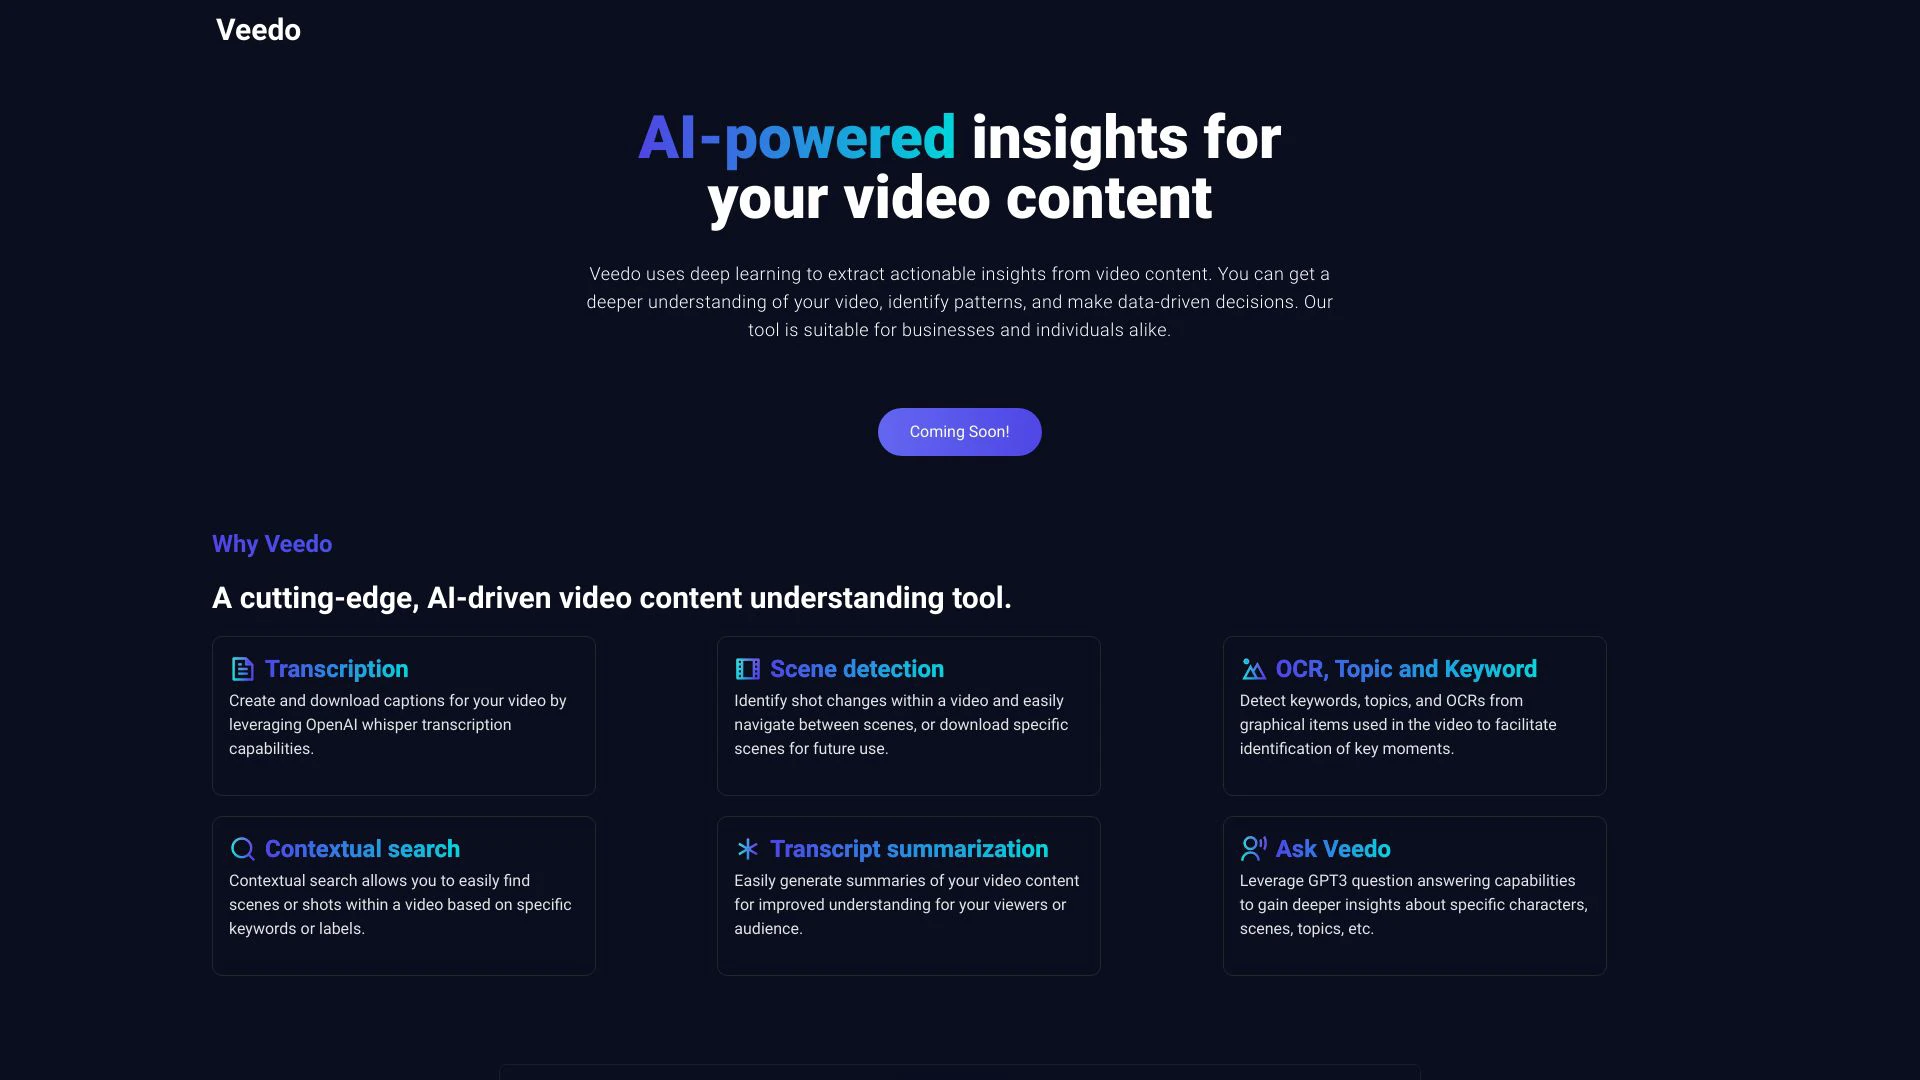 Veedo
AI-powered insights for
your video content
Veedo uses deep learning to extract actionable insights from video content. You can get a
deeper understanding of your video, identify patterns, and make data-driven decisions. Our
tool is suitable for businesses and individuals alike.
Coming Soon!
Why Veedo
A cutting-edge, AI-driven video content understanding tool.
Transcription
Create and download captions for your video by
leveraging OpenAI whisper transcription
capabilities.
Scene detection
Identify shot changes within a video and easily
navigate between scenes, or download specific
scenes for future use.
OCR, Topic and Keyword
Detect keywords, topics, and OCRs from
graphical items used in the video to facilitate
identification of key moments.
Contextual search
Contextual search allows you to easily find
scenes or shots within a video based on specific
keywords or labels.
Transcript summarization
Easily generate summaries of your video content
for improved understanding for your viewers or
audience.
Ask Veedo
Leverage GPT3 question answering capabilities
to gain deeper insights about specific characters,
scenes, topics, etc.